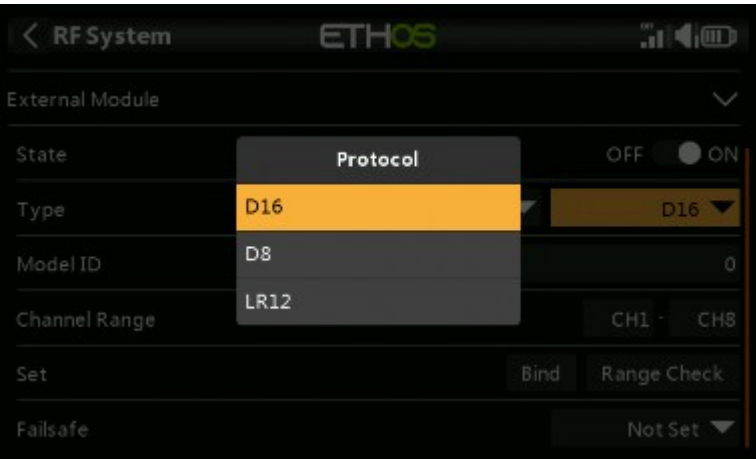 RF System ETHOS
External Module
State OFF ON
Protocol
Type D16
D16
Model ID 0
D8
LR12
Channel Range CH1 - CH8
Set Bind Range Check
Failsafe Not Set